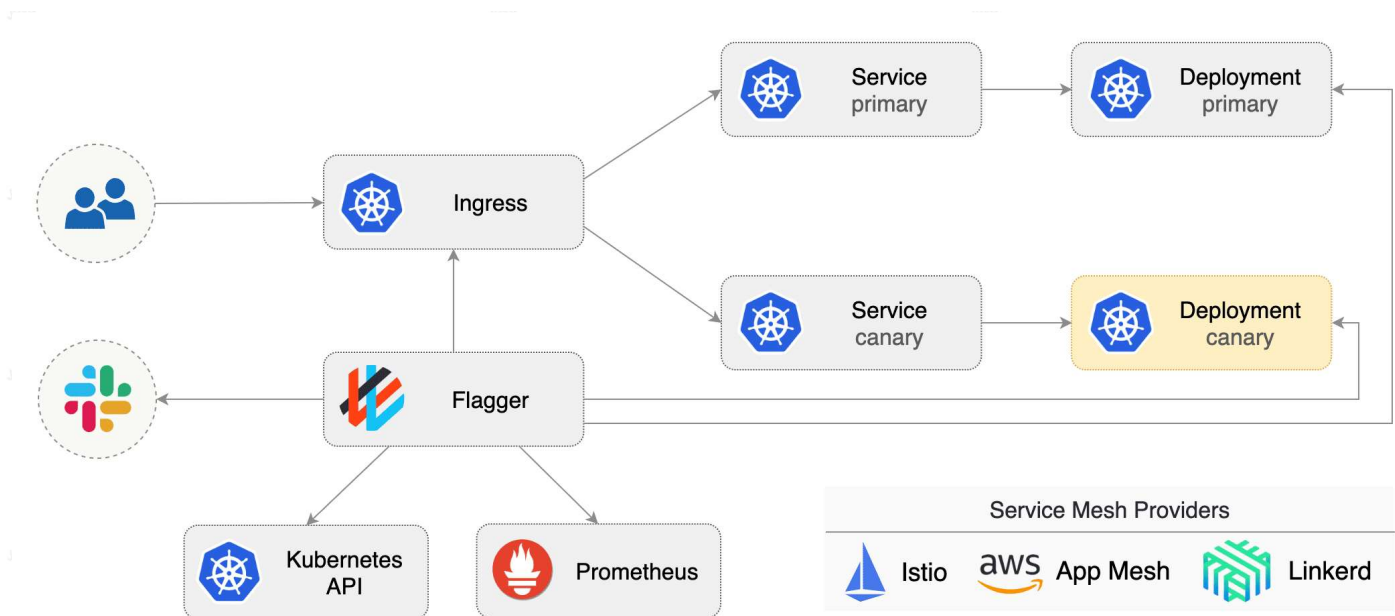 Service
primary
Deployment
primary
Ingress
Service
canary
Deployment
canary
Flagger
Kubernetes
API
Prometheus
Service Mesh Providers
Istio
aws
App Mesh
Linkerd